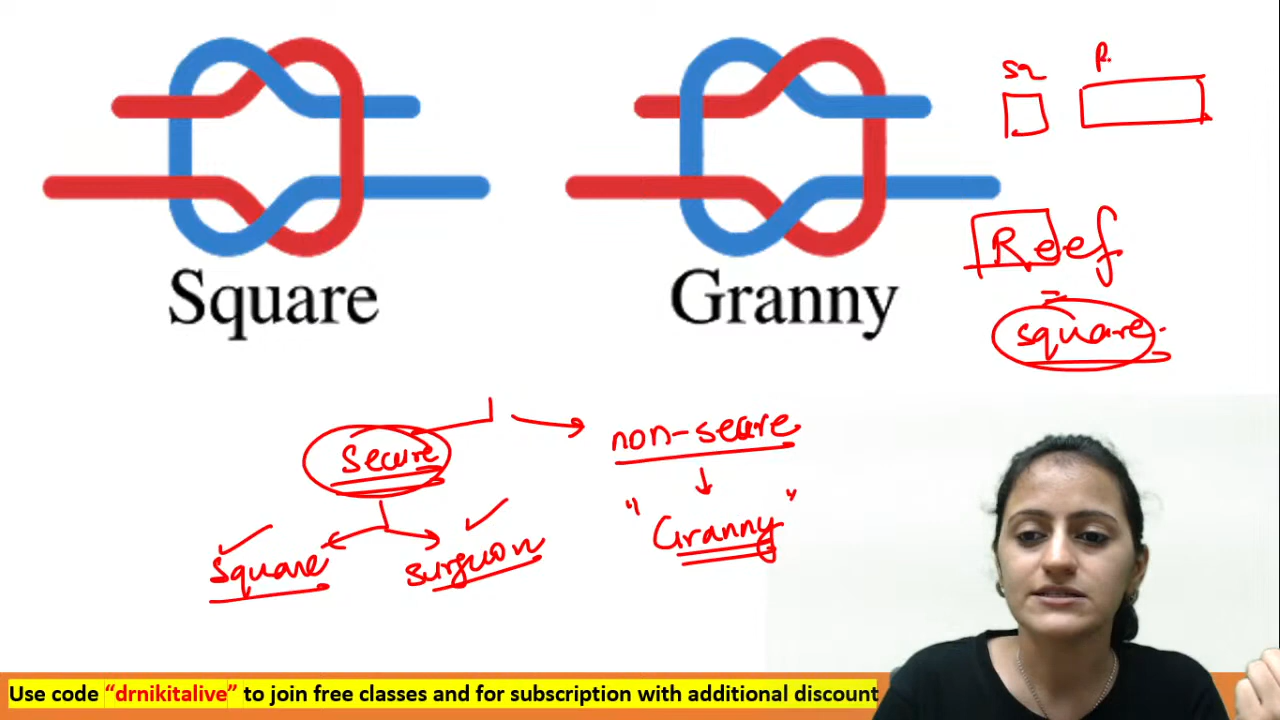 Square
Granny
Sq
R.
Reef
square.
Secure
non-secure
Square
surgeon
"Granny"
Use code “drnikitalive” to join free classes and for subscription with additional discount